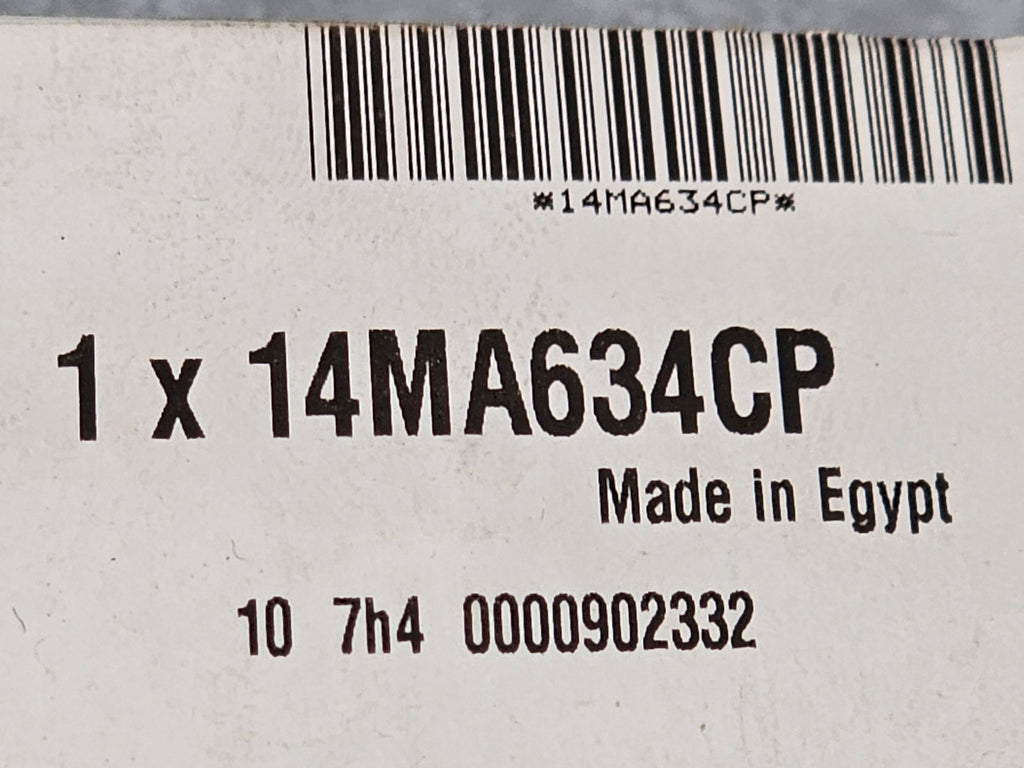 *14MA634CP*
1 x 14MA634CP
Made in Egypt
10 7h4 0000902332